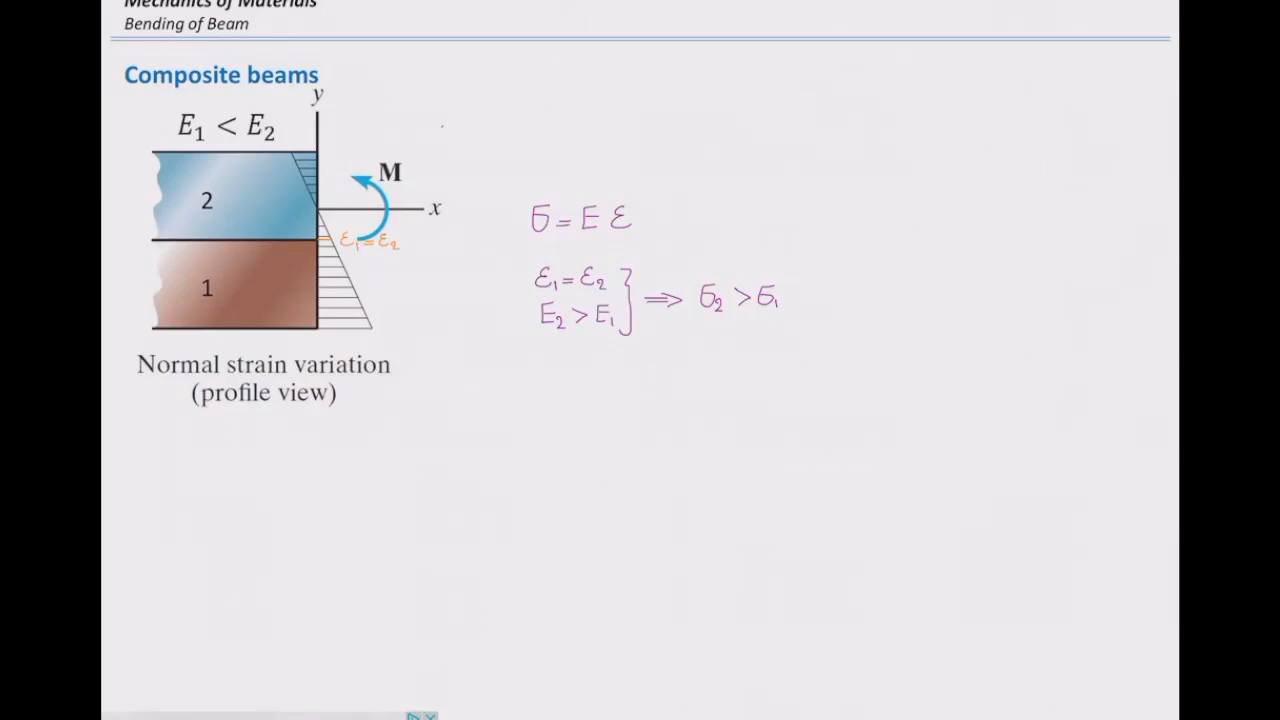 Mechanics of Materials
Bending of Beam
Composite beams
y
E₁ < E₂
M
2
x
ε₁ = ε₂
1
Normal strain variation
(profile view)
σ = E ε
ε₁ = ε₂
E₂ > E₁
} ⟹ σ₂ > σ₁